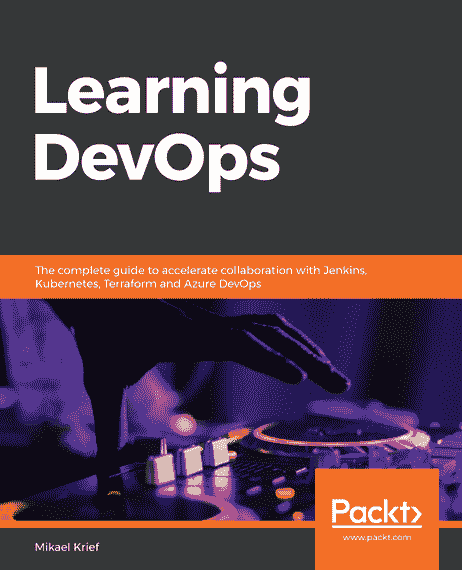 Learning
DevOps
The complete guide to accelerate collaboration with Jenkins,
Kubernetes, Terraform and Azure DevOps
Packt>
www.packt.com
Mikael Krief